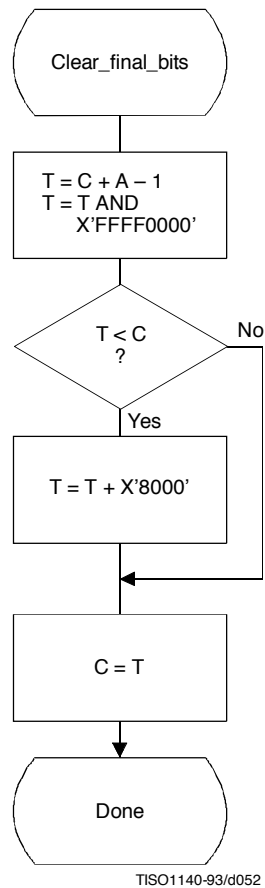 Clear_final_bits
T = C + A – 1
T = T AND
X'FFFF0000'
T < C
?
No
Yes
T = T + X'8000'
C = T
Done
TISO1140-93/d052